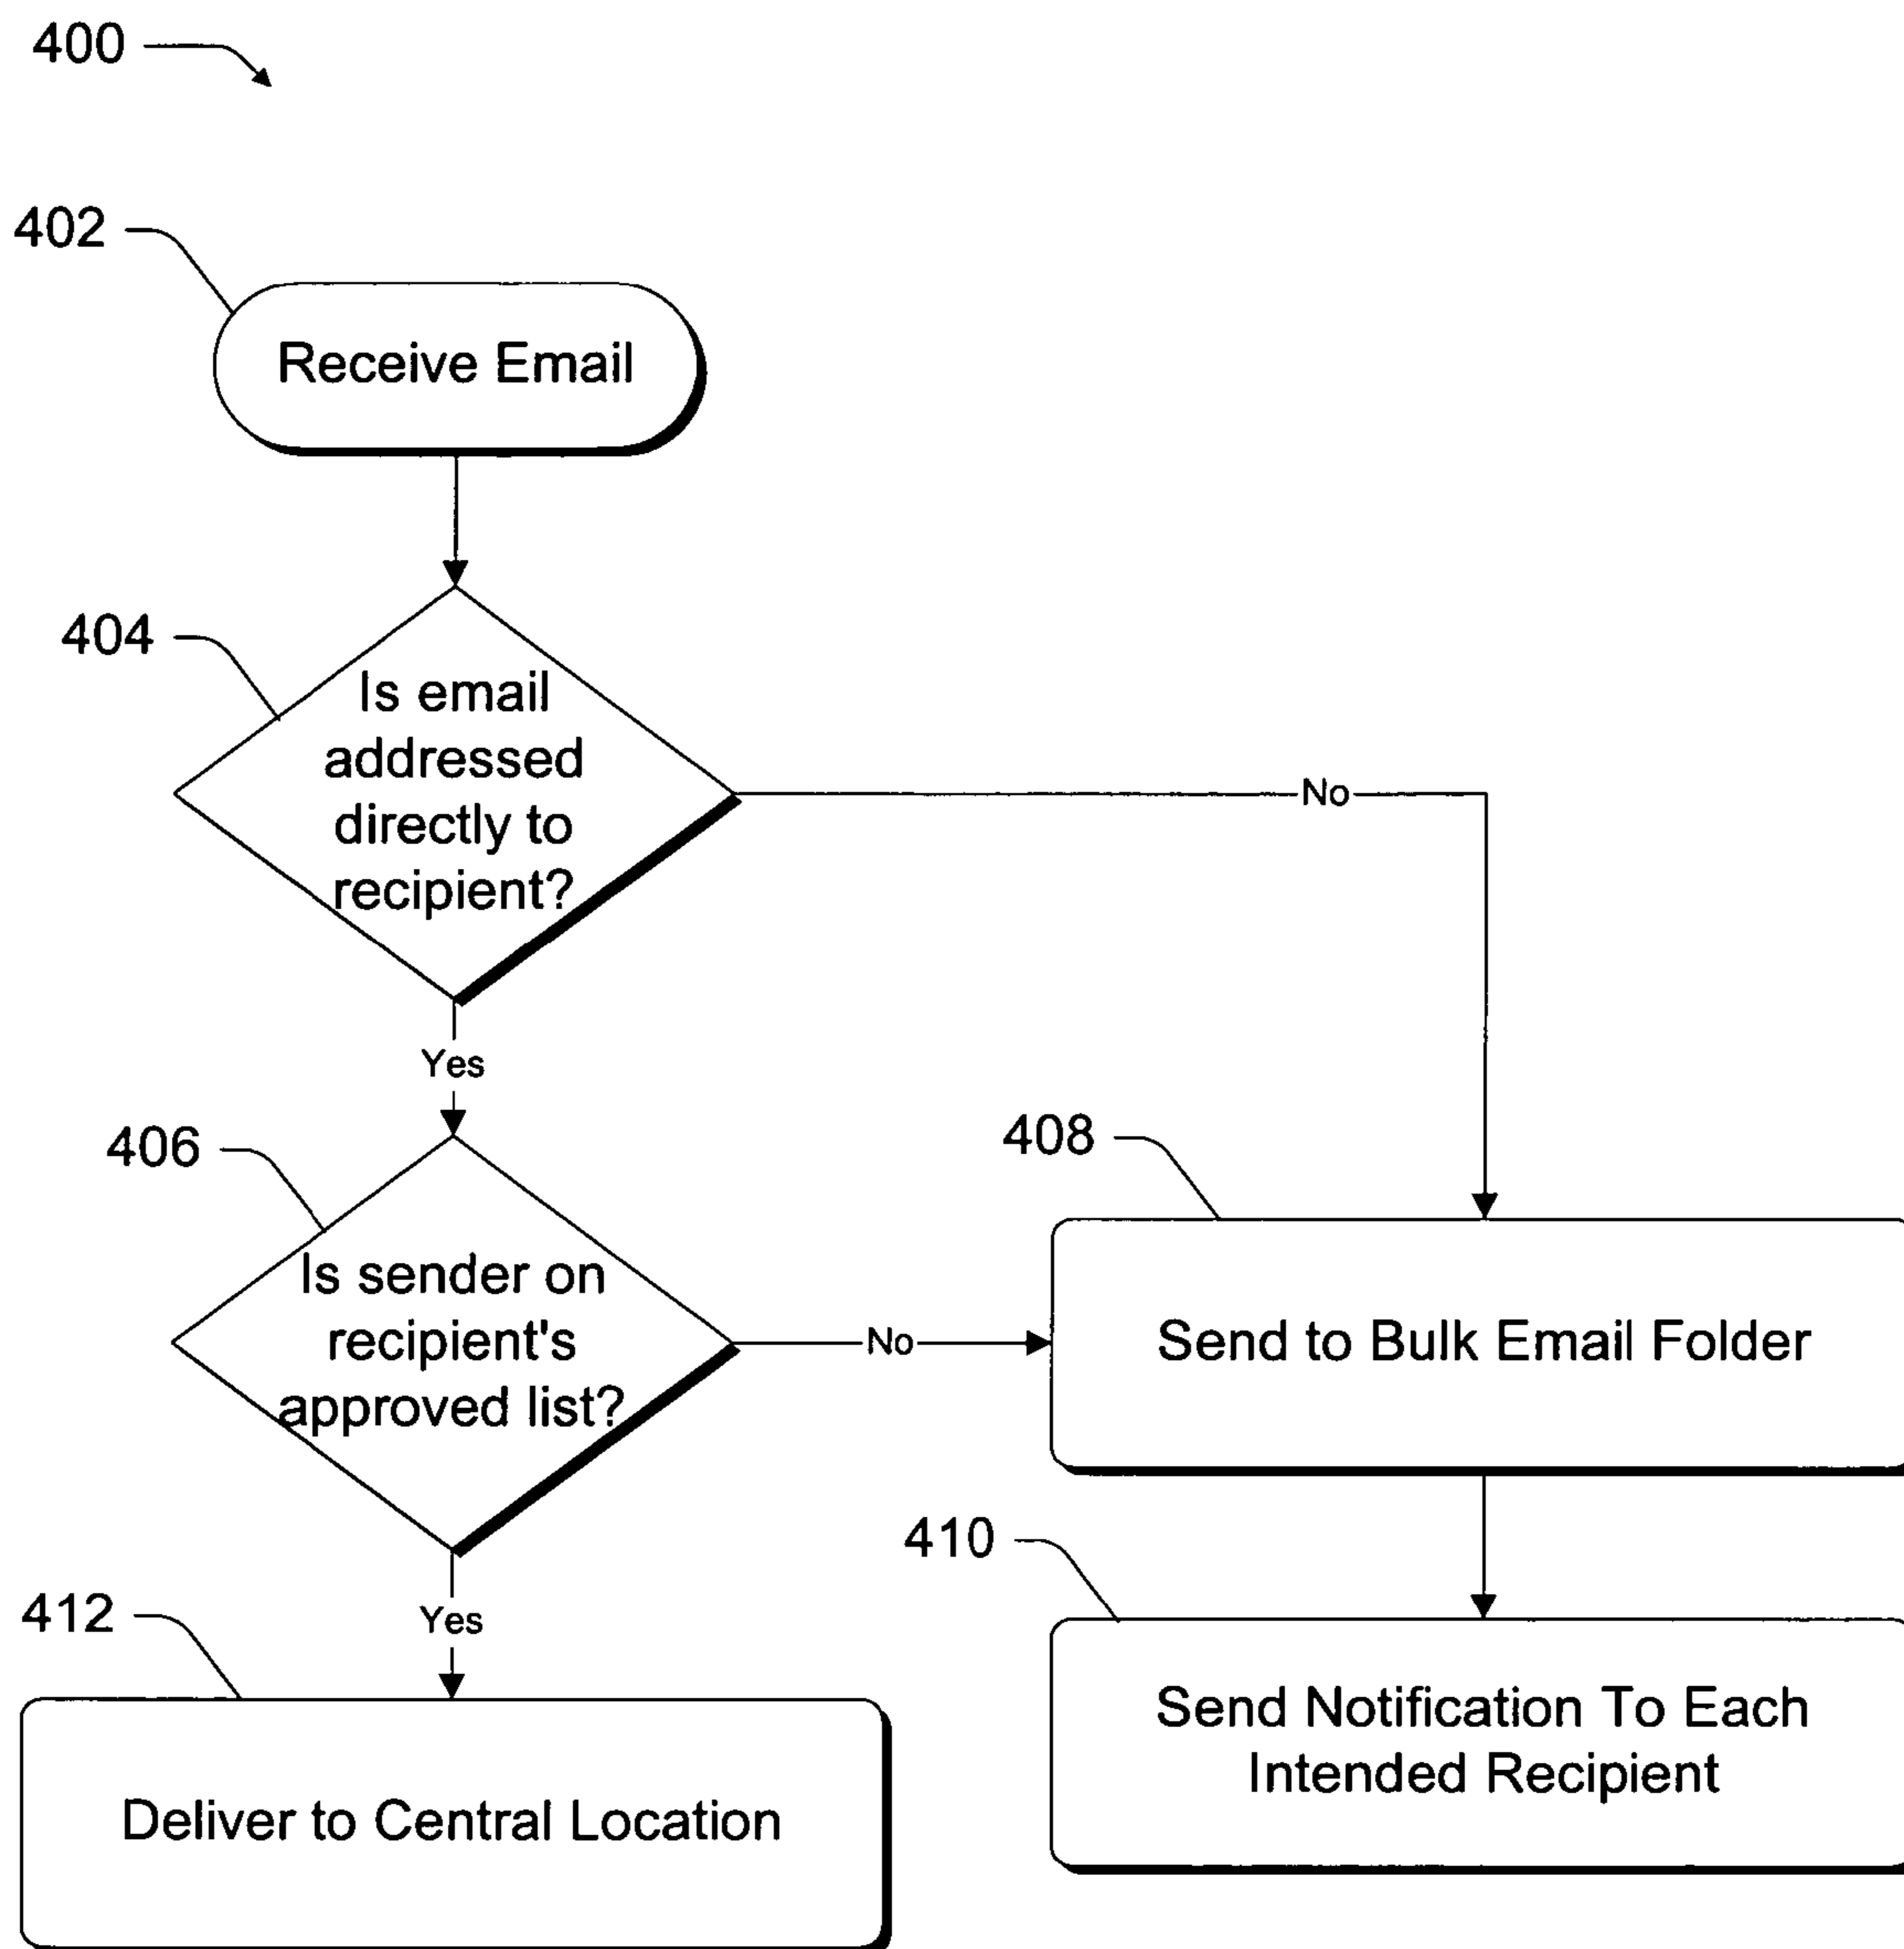 400
402
Receive Email
404
Is email
addressed
directly to
recipient?
No
Yes
406
Is sender on
recipient's
approved list?
No
408
Send to Bulk Email Folder
410
Send Notification To Each
Intended Recipient
Yes
412
Deliver to Central Location